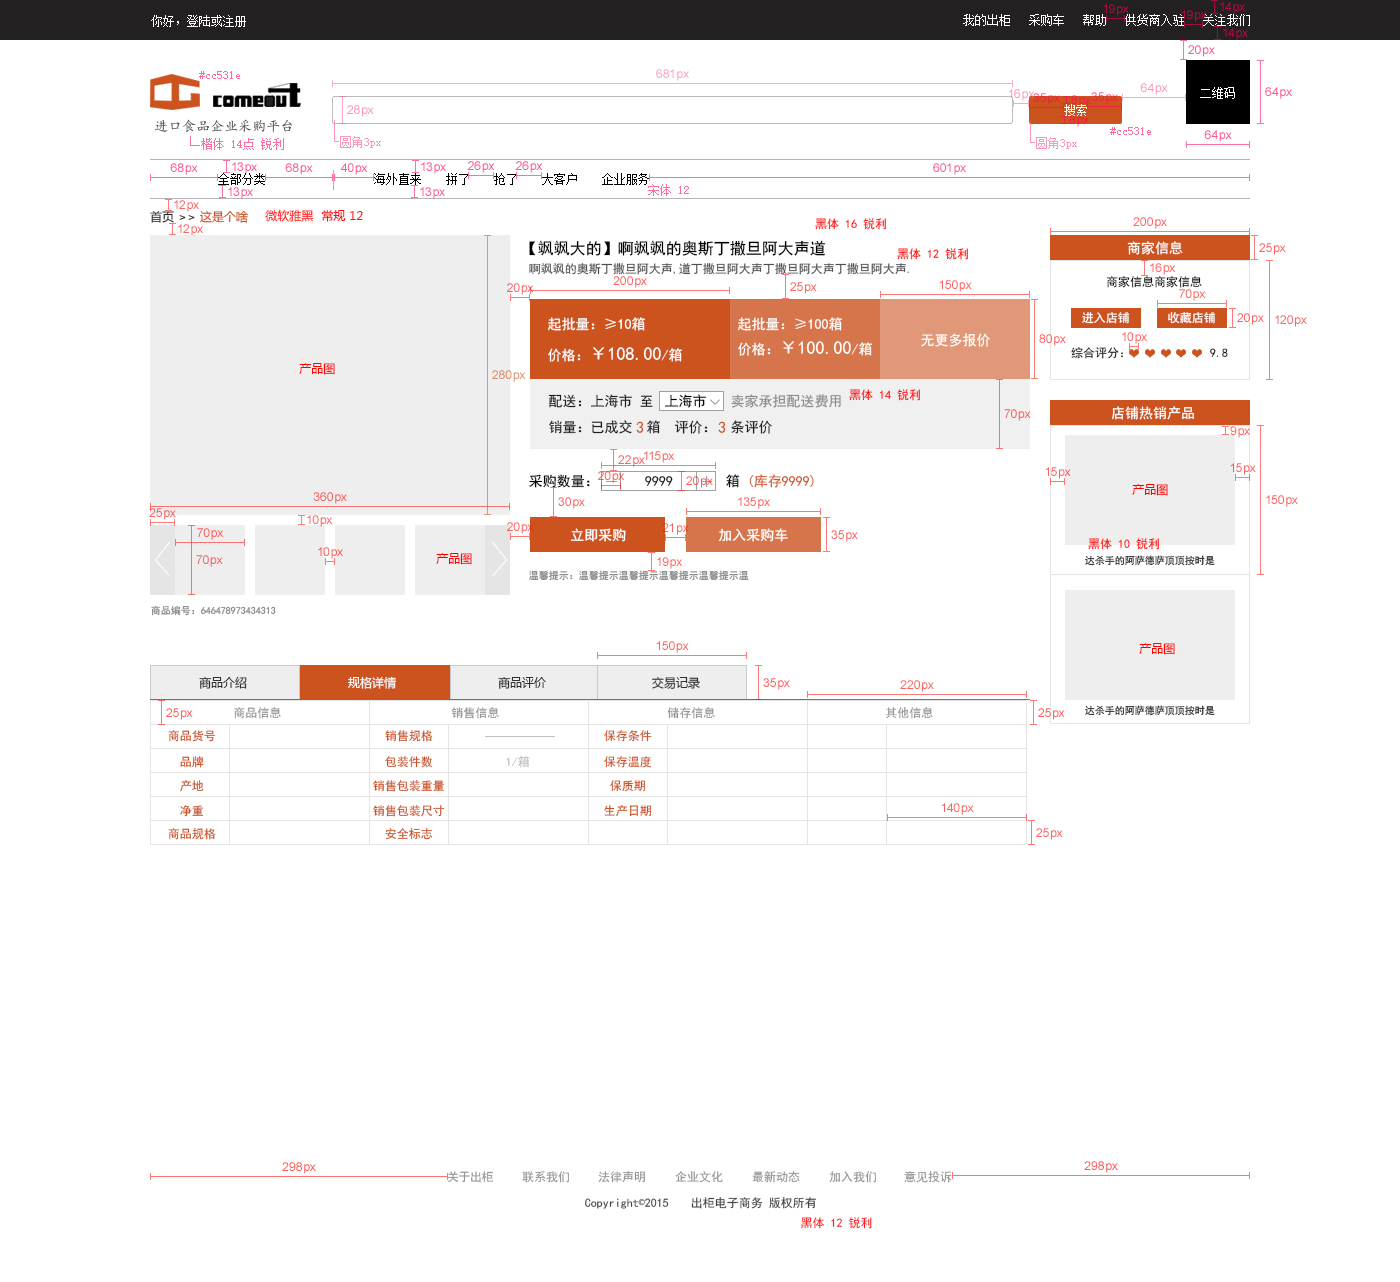 你好，登陆或注册
我的出柜 采购车 帮助 供货商入驻 关注我们
19px 19px 14px 14px
20px
#cc531e
681px
comeout
28px
16px 35px 35px 64px
搜索
二维码
64px
64px
#cc531e
进口食品企业采购平台
楷体 14点 锐利
圆角3px
圆角3px
68px 13px 68px 40px 13px 26px 26px 601px
全部分类 海外直来 拼了 抢了 大客户 企业服务
13px 13px
宋体 12
12px
首页 >> 这是个啥 微软雅黑 常规 12
12px
黑体 16 锐利
【飒飒大的】啊飒飒的奥斯丁撒旦阿大声道
黑体 12 锐利
啊飒飒的奥斯丁撒旦阿大声,道丁撒旦阿大声丁撒旦阿大声丁撒旦阿大声.
20px 200px 25px 150px
起批量：≥10箱
价格：￥108.00/箱
起批量：≥100箱
价格：￥100.00/箱
无更多报价
80px
产品图
280px
360px
配送：上海市 至 上海市 卖家承担配送费用
黑体 14 锐利
销量：已成交 3 箱 评价：3 条评价
70px
22px 115px
20px
采购数量： 9999 20px 箱 （库存9999）
30px 135px
20px 立即采购 21px 加入采购车 35px
19px
温馨提示：温馨提示温馨提示温馨提示温馨提示温
25px 10px
70px
10px
70px
产品图
商品编号：646478973434313
200px
商家信息
25px
16px
商家信息商家信息
70px
进入店铺 收藏店铺 20px
120px
10px
综合评分： 9.8
店铺热销产品
9px
15px 15px
产品图
150px
黑体 10 锐利
达杀手的阿萨德萨顶顶按时是
产品图
达杀手的阿萨德萨顶顶按时是
150px
商品介绍 规格详情 商品评价 交易记录 35px
220px
25px 商品信息 销售信息 储存信息 其他信息 25px
商品货号 销售规格 保存条件
品牌 包装件数 1/箱 保存温度
产地 销售包装重量 保质期
净重 销售包装尺寸 生产日期 140px
商品规格 安全标志 25px
298px 298px
关于出柜 联系我们 法律声明 企业文化 最新动态 加入我们 意见投诉
Copyright©2015 出柜电子商务 版权所有
黑体 12 锐利